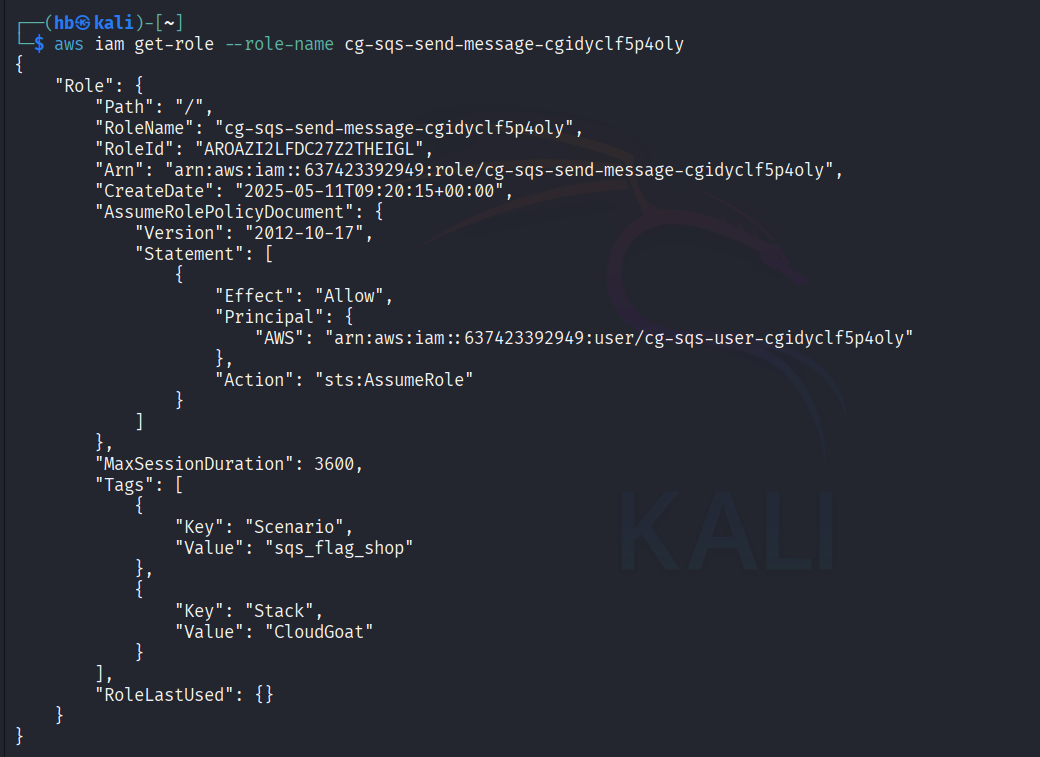 ┌──(hb㉿kali)-[~]
└─$ aws iam get-role --role-name cg-sqs-send-message-cgidyclf5p4oly
{
    "Role": {
        "Path": "/",
        "RoleName": "cg-sqs-send-message-cgidyclf5p4oly",
        "RoleId": "AROAZI2LFDC27Z2THEIGL",
        "Arn": "arn:aws:iam::637423392949:role/cg-sqs-send-message-cgidyclf5p4oly",
        "CreateDate": "2025-05-11T09:20:15+00:00",
        "AssumeRolePolicyDocument": {
            "Version": "2012-10-17",
            "Statement": [
                {
                    "Effect": "Allow",
                    "Principal": {
                        "AWS": "arn:aws:iam::637423392949:user/cg-sqs-user-cgidyclf5p4oly"
                    },
                    "Action": "sts:AssumeRole"
                }
            ]
        },
        "MaxSessionDuration": 3600,
        "Tags": [
            {
                "Key": "Scenario",
                "Value": "sqs_flag_shop"
            },
            {
                "Key": "Stack",
                "Value": "CloudGoat"
            }
        ],
        "RoleLastUsed": {}
    }
}
KALI